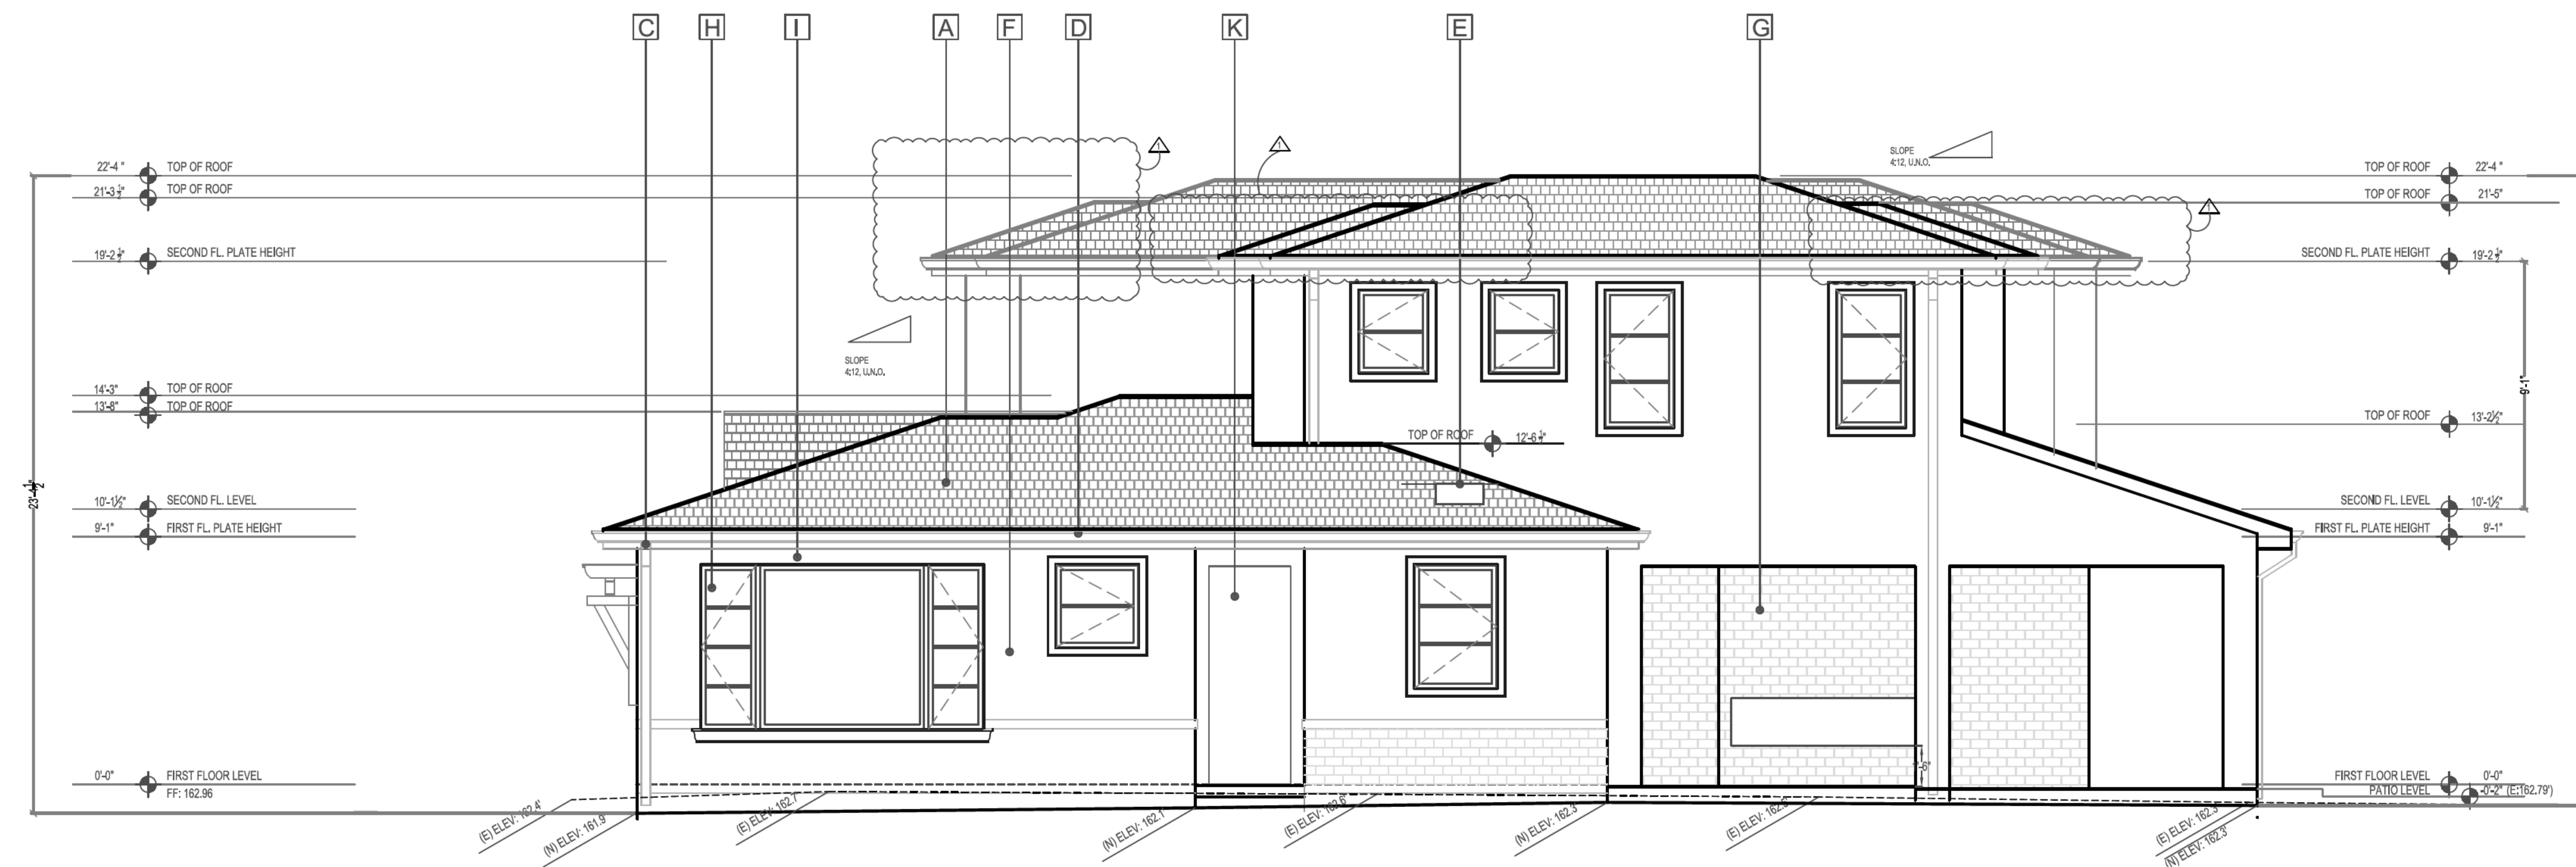 C H I A F D K E G
1
1
SLOPE
4:12, U.N.O.
22'-4" TOP OF ROOF
21'-3 1/2" TOP OF ROOF
TOP OF ROOF 22'-4"
TOP OF ROOF 21'-5"
1
19'-2 1/2" SECOND FL. PLATE HEIGHT
SECOND FL. PLATE HEIGHT 19'-2 1/2"
SLOPE
4:12, U.N.O.
14'-3" TOP OF ROOF
13'-8" TOP OF ROOF
9'-1"
TOP OF ROOF 13'-2 1/2"
TOP OF ROOF 12'-6 1/2"
23'-4 1/2"
10'-1 1/2" SECOND FL. LEVEL
9'-1" FIRST FL. PLATE HEIGHT
SECOND FL. LEVEL 10'-1 1/2"
FIRST FL. PLATE HEIGHT 9'-1"
0'-0" FIRST FLOOR LEVEL
FF: 162.96
FIRST FLOOR LEVEL 0'-0"
PATIO LEVEL -0'-2" (E:162.79')
(E) ELEV: 162.4'
(N) ELEV: 161.9'
(E) ELEV: 162.7'
(N) ELEV: 162.1'
(E) ELEV: 162.6'
(N) ELEV: 162.3'
(E) ELEV:
(E) ELEV: 162.3'
(N) ELEV: 162.3'